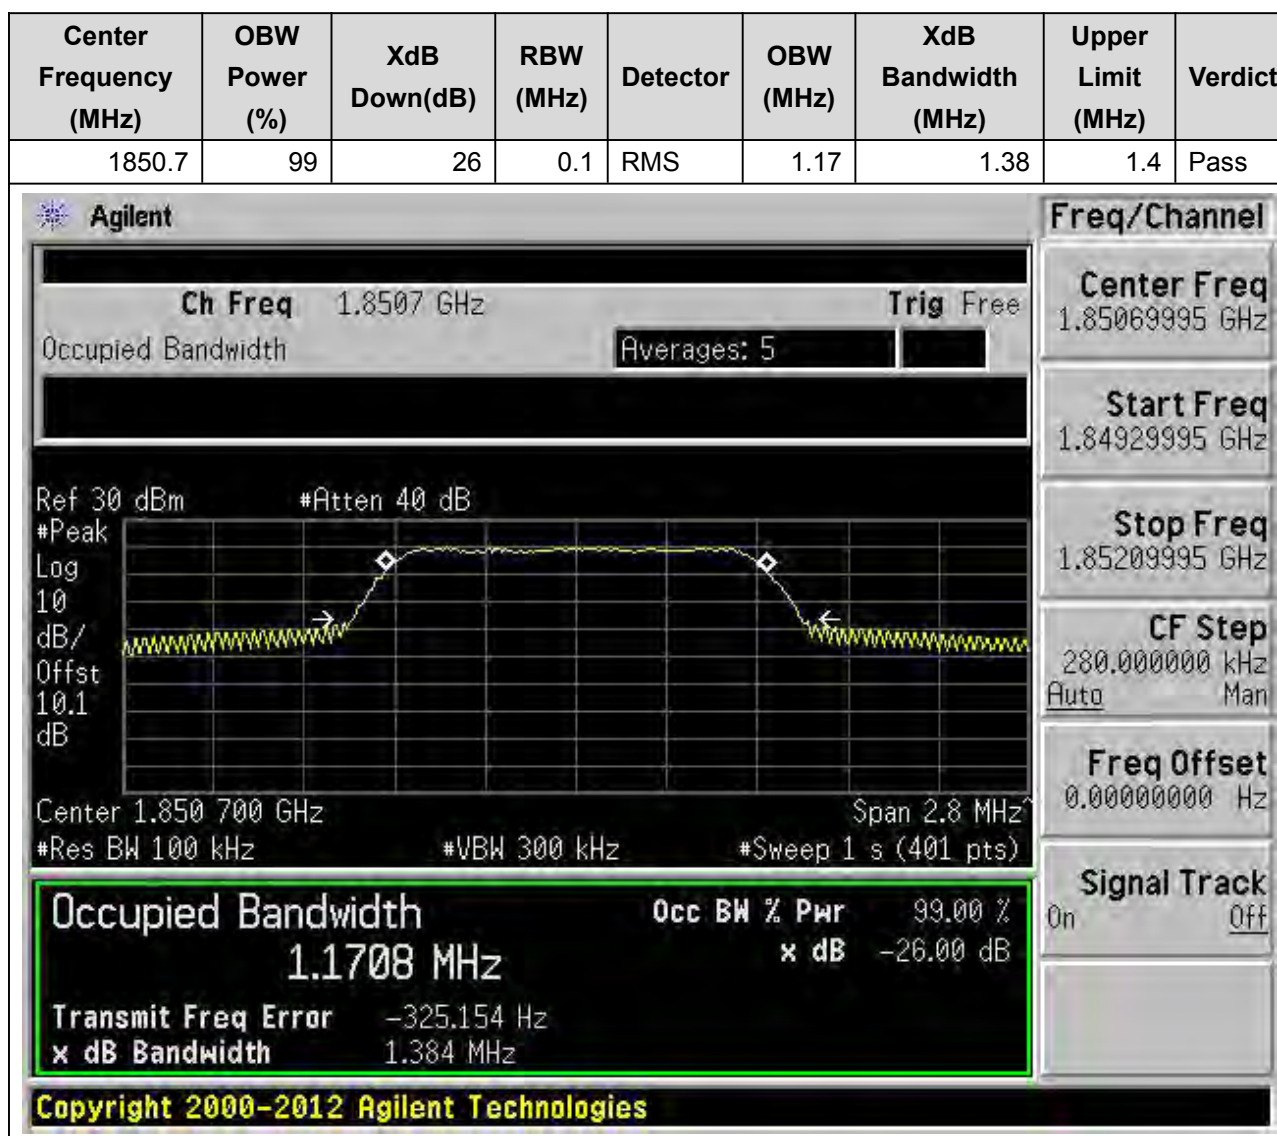 Center Frequency (MHz) OBW Power (%) XdB Down(dB) RBW (MHz) Detector OBW (MHz) XdB Bandwidth (MHz) Upper Limit (MHz) Verdict
1850.7 99 26 0.1 RMS 1.17 1.38 1.4 Pass
Agilent
Freq/Channel
Ch Freq 1.8507 GHz Trig Free
Occupied Bandwidth Averages: 5
Center Freq
1.85069995 GHz
Start Freq
1.84929995 GHz
Stop Freq
1.85209995 GHz
CF Step
280.000000 kHz
Auto Man
Freq Offset
0.00000000 Hz
Signal Track
On Off
Ref 30 dBm #Atten 40 dB
#Peak
Log
10
dB/
Offst
10.1
dB
Center 1.850 700 GHz Span 2.8 MHz^
#Res BW 100 kHz #VBW 300 kHz #Sweep 1 s (401 pts)
Occupied Bandwidth Occ BW % Pwr 99.00 %
1.1708 MHz x dB -26.00 dB
Transmit Freq Error -325.154 Hz
x dB Bandwidth 1.384 MHz
Copyright 2000-2012 Agilent Technologies